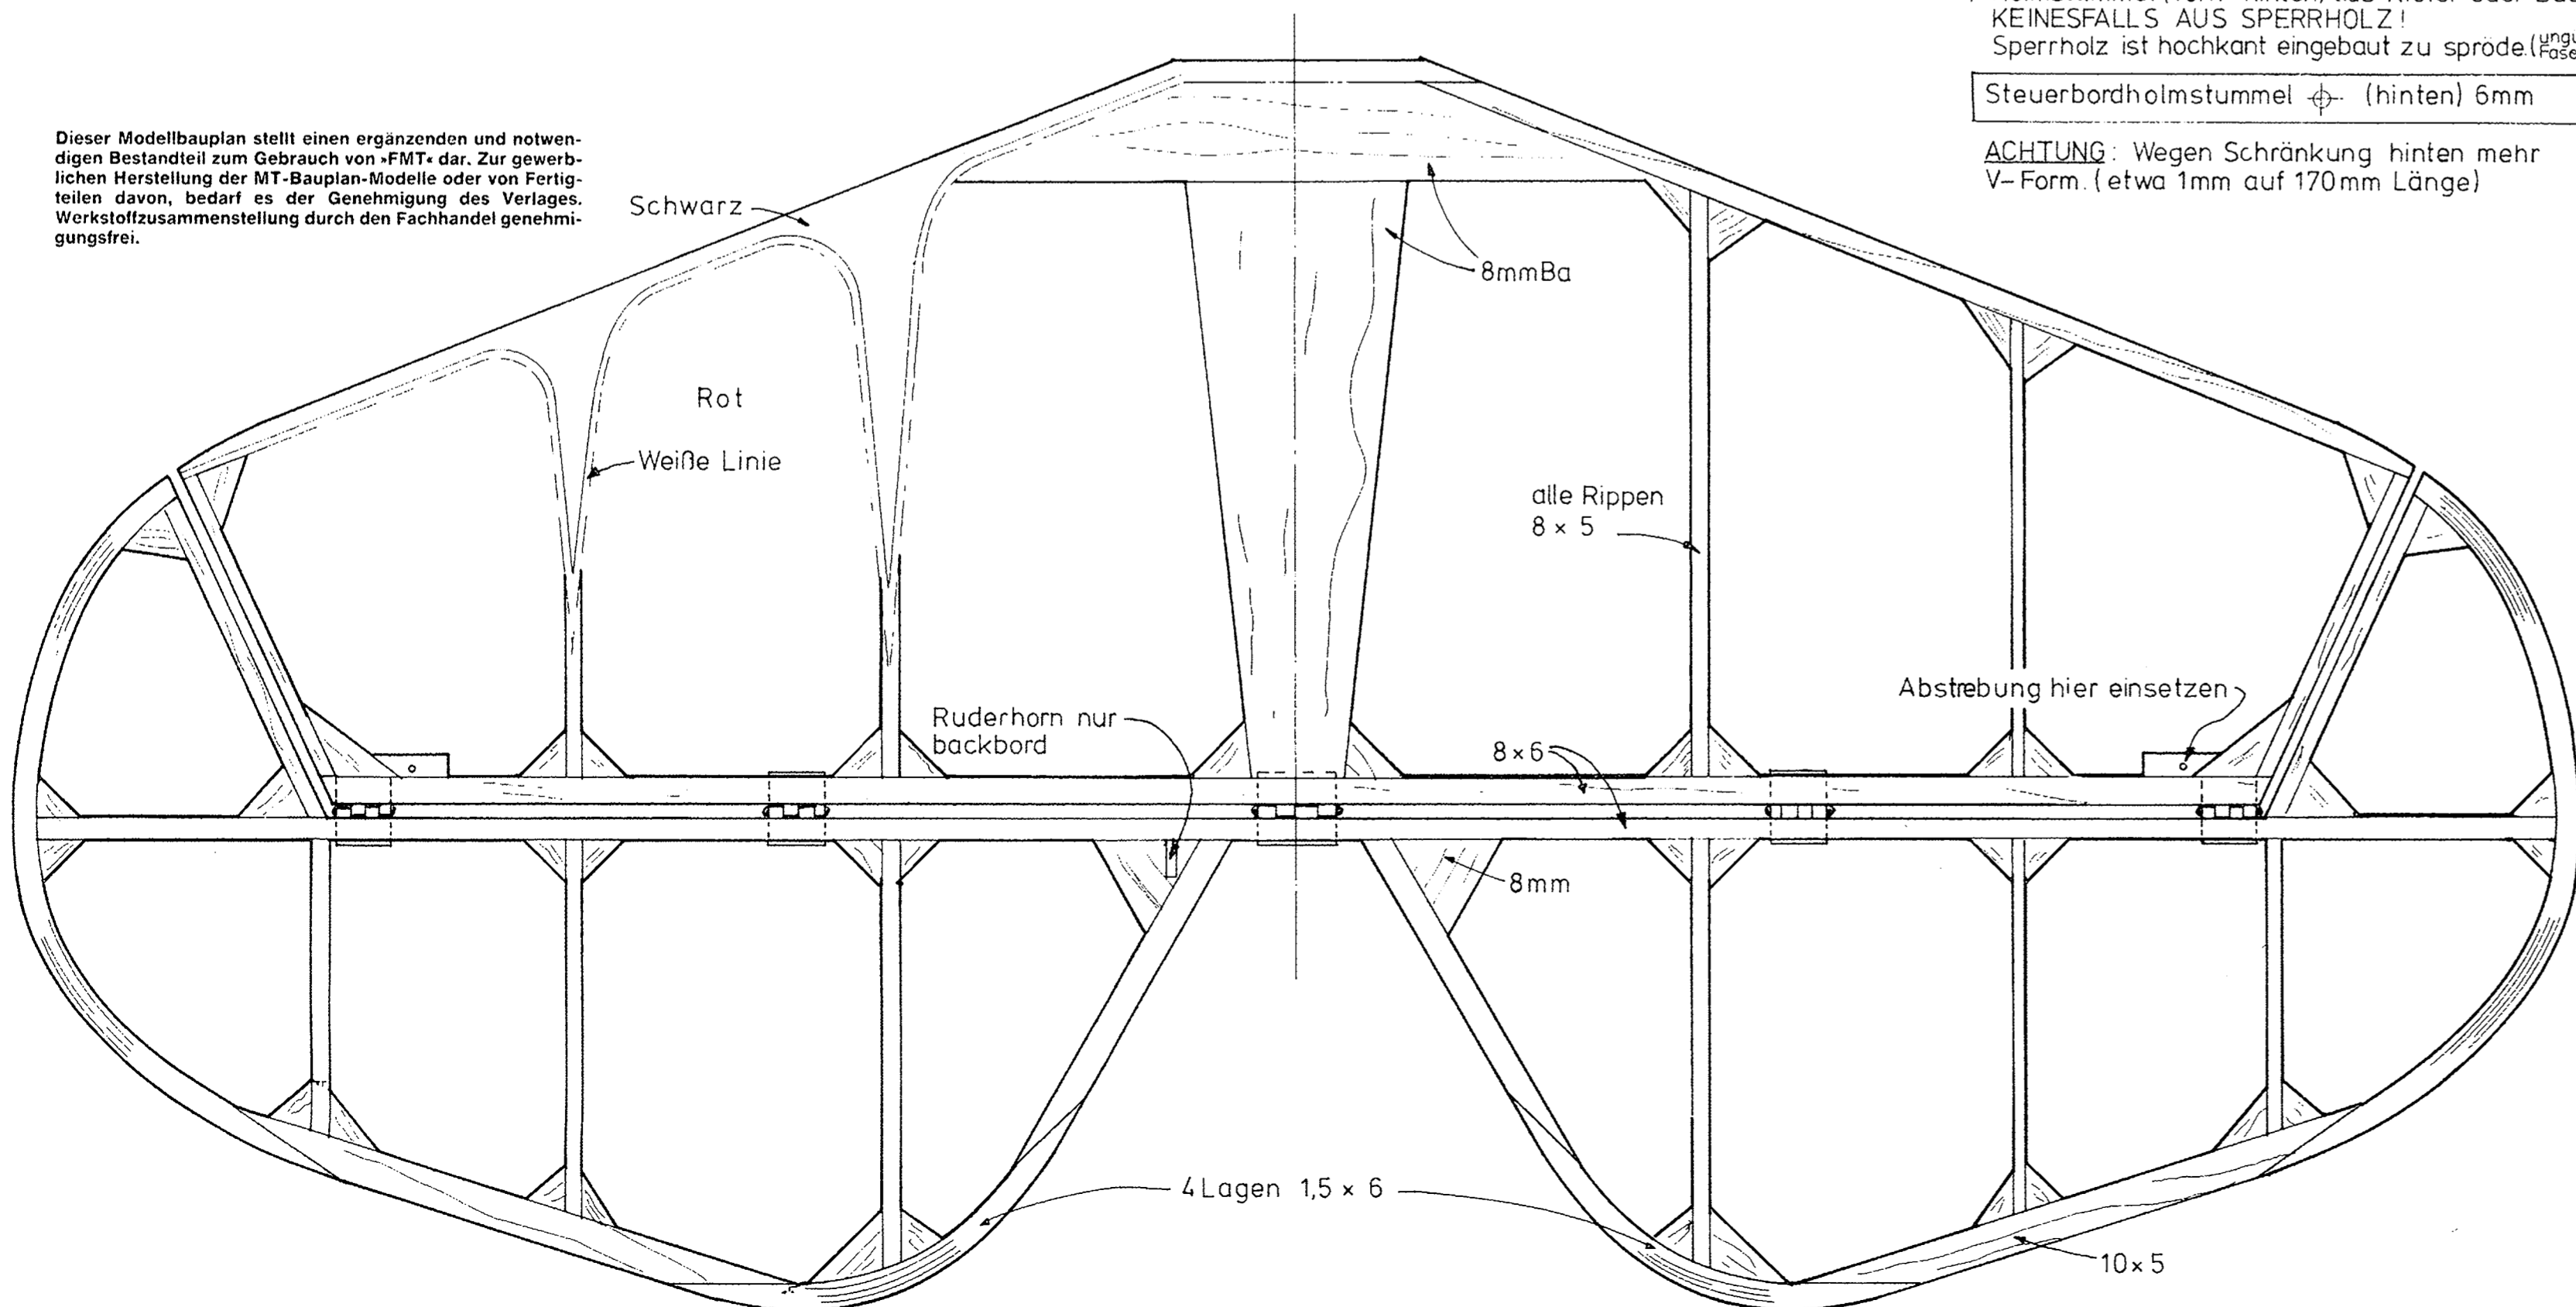 KEINESFALLS AUS SPERRHOLZ!
Sperrholz ist hochkant eingebaut zu spröde.(
Steuerbordholmstummel (hinten) 6mm
ACHTUNG: Wegen Schränkung hinten mehr
V-Form. (etwa 1mm auf 170mm Länge)
Dieser Modellbauplan stellt einen ergänzenden und notwen-
digen Bestandteil zum Gebrauch von »FMT« dar. Zur gewerb-
lichen Herstellung der MT-Bauplan-Modelle oder von Fertig-
teilen davon, bedarf es der Genehmigung des Verlages.
Werkstoffzusammenstellung durch den Fachhandel genehmi-
gungsfrei.
Schwarz
8mmBa
Rot
Weiße Linie
alle Rippen
8 × 5
Abstrebung hier einsetzen
Ruderhorn nur
backbord
8×6
8mm
4 Lagen 1,5 × 6
10×5